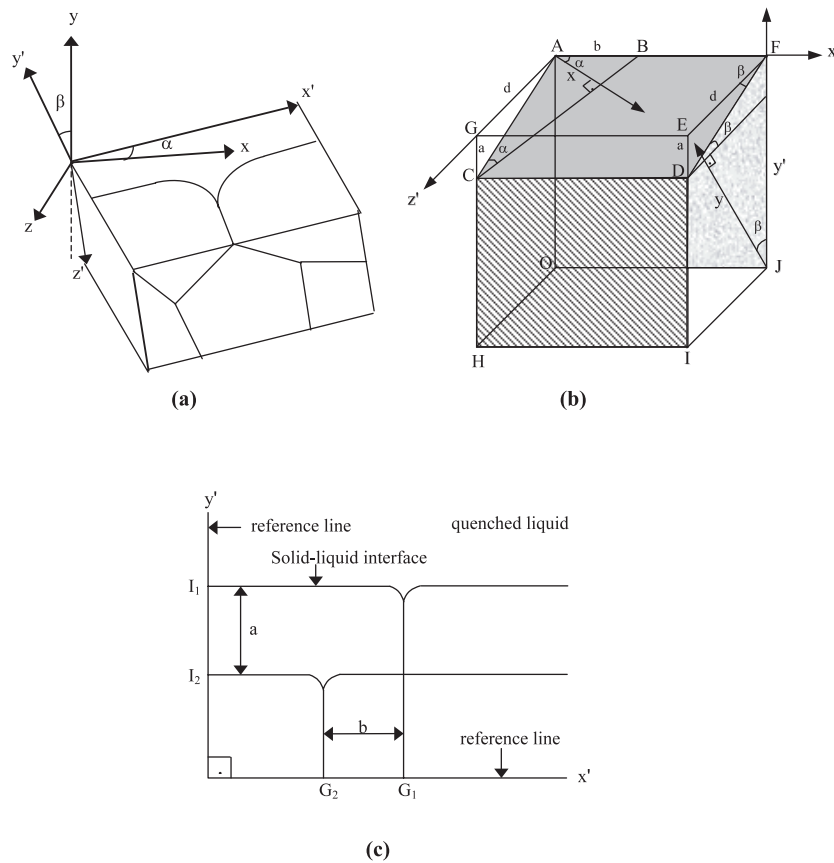 y
y'
β
x'
α
x
z
z'
(a)
A
b
B
F
x'
α
x
β
d
d
G
E
β
a
α
a
C
D
y'
z'
y
β
O
J
H
I
(b)
y'
reference line
quenched liquid
Solid-liquid interface
I₁
a
I₂
b
reference line
G₂
G₁
x'
(c)